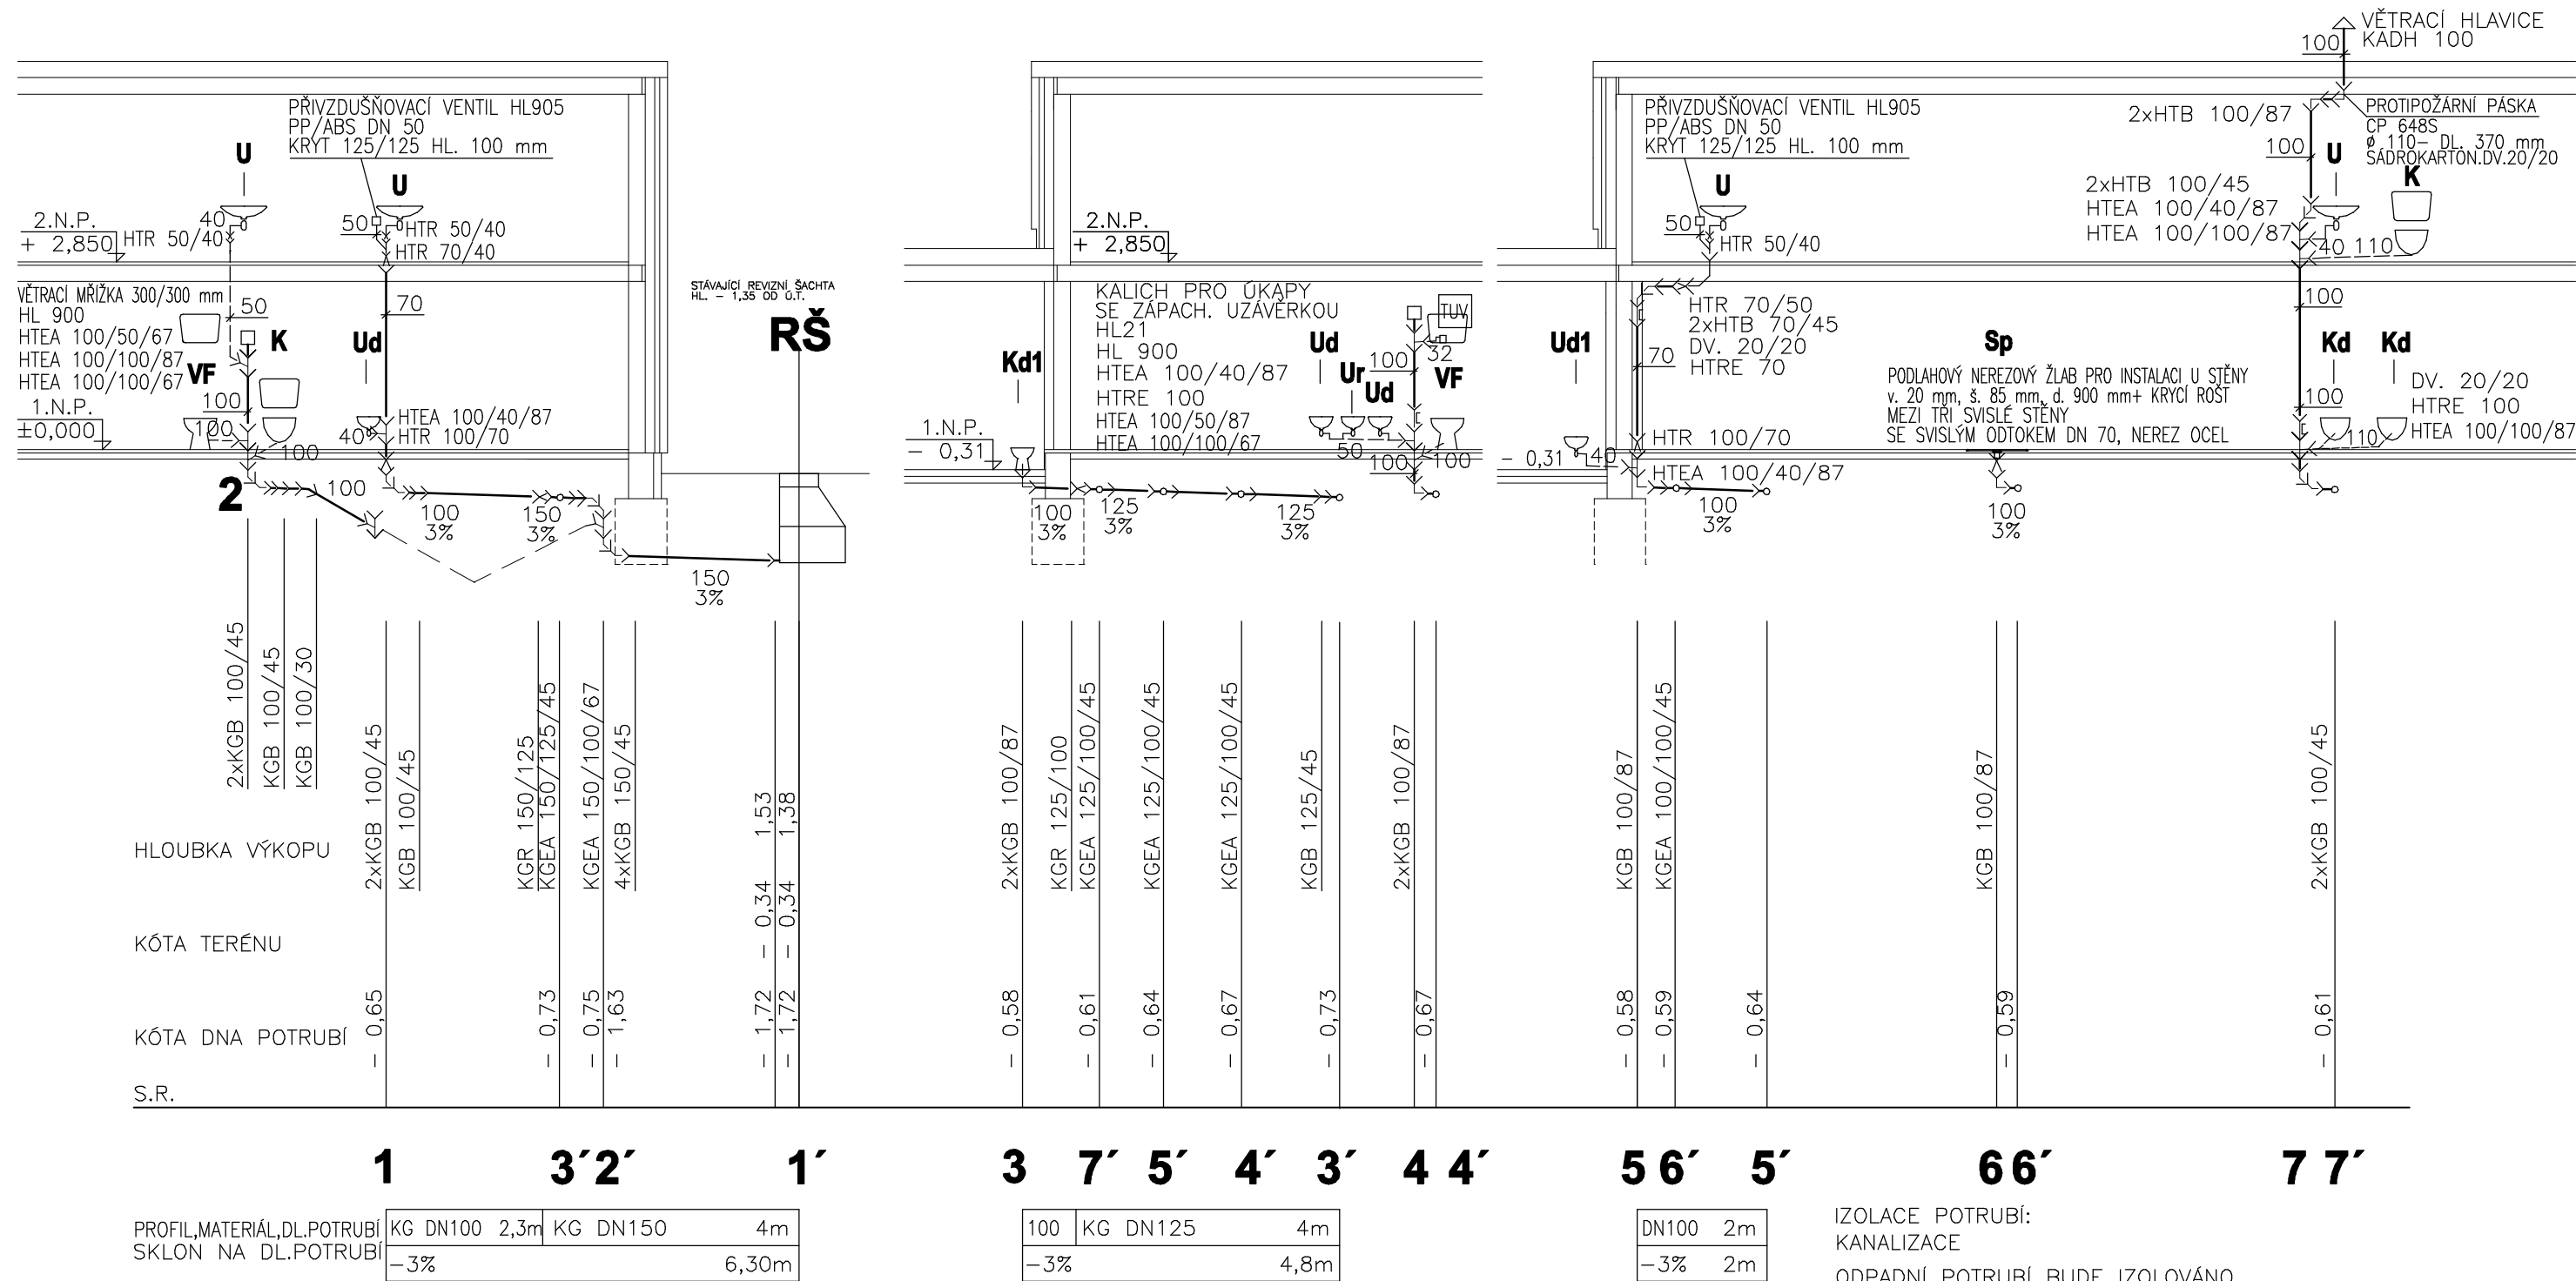 VĚTRACÍ HLAVICE
KADH 100
100
PŘIVZDUŠŇOVACÍ VENTIL HL905
PP/ABS DN 50
KRYT 125/125 HL. 100 mm
U
U
40
HTR 50/40
50
HTR 50/40
HTR 70/40
2.N.P.
+ 2,850
VĚTRACÍ MŘÍŽKA 300/300 mm
HL 900
HTEA 100/50/67
HTEA 100/100/87
HTEA 100/100/67
50
70
K
Ud
VF
100
1.N.P.
±0,000
100
100
40
HTEA 100/40/87
HTR 100/70
2
100
100
3%
150
3%
150
3%
STÁVAJÍCÍ REVIZNÍ ŠACHTA
HL. – 1,35 OD Ú.T.
RŠ
2.N.P.
+ 2,850
KALICH PRO ÚKAPY
SE ZÁPACH. UZÁVĚRKOU
HL21
HL 900
HTEA 100/40/87
HTRE 100
HTEA 100/50/87
HTEA 100/100/67
Kd1
1.N.P.
– 0,31
Ud
Ur
Ud
TUV
32
100
VF
50
100
100
100
3%
125
3%
125
3%
PŘIVZDUŠŇOVACÍ VENTIL HL905
PP/ABS DN 50
KRYT 125/125 HL. 100 mm
U
50
HTR 50/40
HTR 70/50
2xHTB 70/45
DV. 20/20
HTRE 70
70
Ud1
– 0,31
40
HTR 100/70
HTEA 100/40/87
100
3%
Sp
PODLAHOVÝ NEREZOVÝ ŽLAB PRO INSTALACI U STĚNY
v. 20 mm, š. 85 mm, d. 900 mm+ KRYCÍ ROŠT
MEZI TŘI SVISLÉ STĚNY
SE SVISLÝM ODTOKEM DN 70, NEREZ OCEL
100
3%
2xHTB 100/87
PROTIPOŽÁRNÍ PÁSKA
CP 648S
ø 110– DL. 370 mm
SÁDROKARTON.DV.20/20
100
U
K
2xHTB 100/45
HTEA 100/40/87
HTEA 100/100/87
40
110
100
Kd
Kd
100
DV. 20/20
HTRE 100
HTEA 100/100/87
110
2xKGB 100/45
KGB 100/45
KGB 100/30
2xKGB 100/45
KGB 100/45
KGR 150/125
KGEA 150/125/45
KGEA 150/100/67
4xKGB 150/45
2xKGB 100/87
KGR 125/100
KGEA 125/100/45
KGEA 125/100/45
KGEA 125/100/45
KGB 125/45
2xKGB 100/87
KGB 100/87
KGEA 100/100/45
KGB 100/87
2xKGB 100/45
HLOUBKA VÝKOPU
1,53
1,38
KÓTA TERÉNU
– 0,34
– 0,34
KÓTA DNA POTRUBÍ
– 0,65
– 0,73
– 0,75
– 1,63
– 1,72
– 1,72
– 0,58
– 0,61
– 0,64
– 0,67
– 0,73
– 0,67
– 0,58
– 0,59
– 0,64
– 0,59
– 0,61
S.R.
1 3´ 2´ 1´ 3 7´ 5´ 4´ 3´ 4 4´ 5 6´ 5´ 6 6´ 7 7´
PROFIL,MATERIÁL,DL.POTRUBÍ
SKLON NA DL.POTRUBÍ
KG DN100 2,3m
KG DN150 4m
–3% 6,30m
100
KG DN125 4m
–3% 4,8m
DN100 2m
–3% 2m
IZOLACE POTRUBÍ:
KANALIZACE
ODPADNÍ POTRUBÍ BUDE IZOLOVÁNO